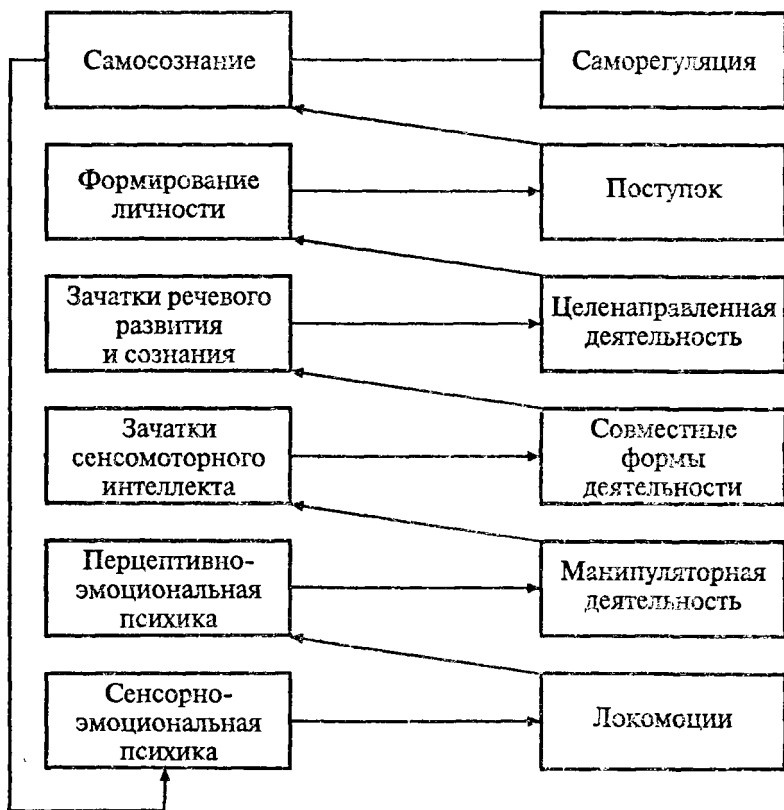 Самосознание
Саморегуляция
Формирование
личности
Поступок
Зачатки речевого
развития
и сознания
Целенаправленная
деятельность
Зачатки
сенсомоторного
интеллекта
Совместные
формы
деятельности
Перцептивно-
эмоциональная
психика
Манипуляторная
деятельность
Сенсорно-
эмоциональная
психика
Локомоции